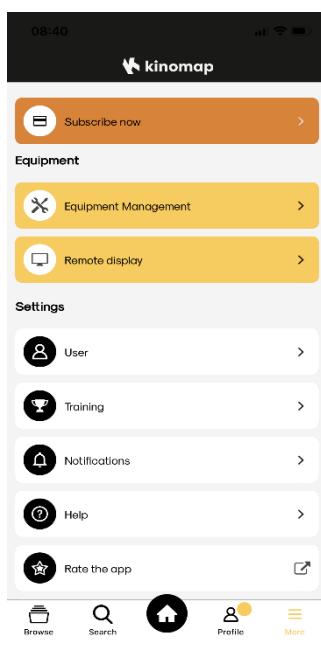 08:40
kinomap
Subscribe now
Equipment
Equipment Management
Remote display
Settings
User
Training
Notifications
Help
Rate the app
Browse
Search
Profile
More